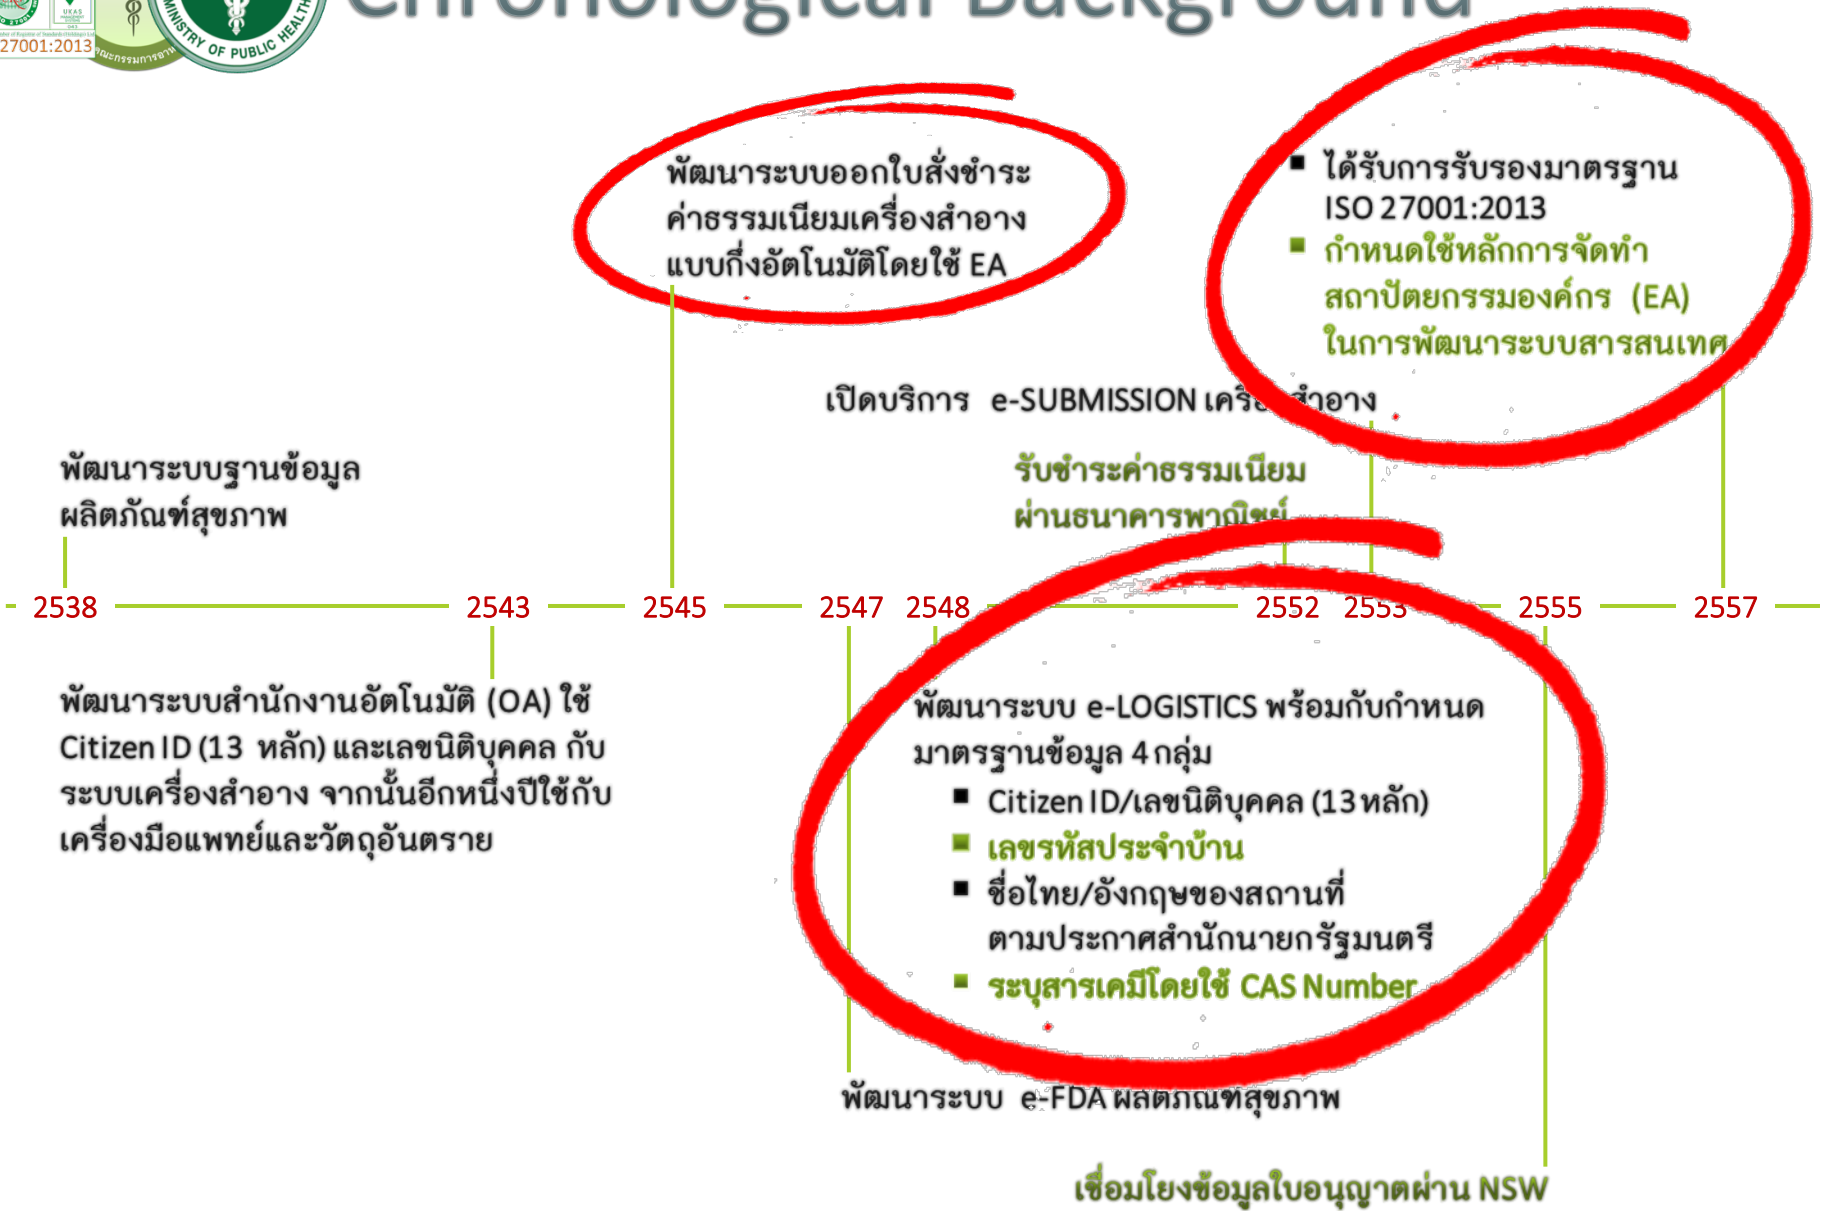 Chronological Background
UKAS
27001:2013
MINISTRY OF PUBLIC HEALTH
พัฒนาระบบออกใบสั่งชำระ
ค่าธรรมเนียมเครื่องสำอาง
แบบกึ่งอัตโนมัติโดยใช้ EA
ได้รับการรับรองมาตรฐาน
ISO 27001:2013
กำหนดใช้หลักการจัดทำ
สถาปัตยกรรมองค์กร (EA)
ในการพัฒนาระบบสารสนเทศ
เปิดบริการ e-SUBMISSION เครื่องสำอาง
พัฒนาระบบฐานข้อมูล
ผลิตภัณฑ์สุขภาพ
รับชำระค่าธรรมเนียม
ผ่านธนาคารพาณิชย์
2538 2543 2545 2547 2548 2552 2553 2555 2557
พัฒนาระบบสำนักงานอัตโนมัติ (OA) ใช้
Citizen ID (13 หลัก) และเลขนิติบุคคล กับ
ระบบเครื่องสำอาง จากนั้นอีกหนึ่งปีใช้กับ
เครื่องมือแพทย์และวัตถุอันตราย
พัฒนาระบบ e-LOGISTICS พร้อมกับกำหนด
มาตรฐานข้อมูล 4 กลุ่ม
Citizen ID/เลขนิติบุคคล (13 หลัก)
เลขรหัสประจำบ้าน
ชื่อไทย/อังกฤษของสถานที่
ตามประกาศสำนักนายกรัฐมนตรี
ระบุสารเคมีโดยใช้ CAS Number
พัฒนาระบบ e-FDA ผลิตภัณฑ์สุขภาพ
เชื่อมโยงข้อมูลใบอนุญาตผ่าน NSW